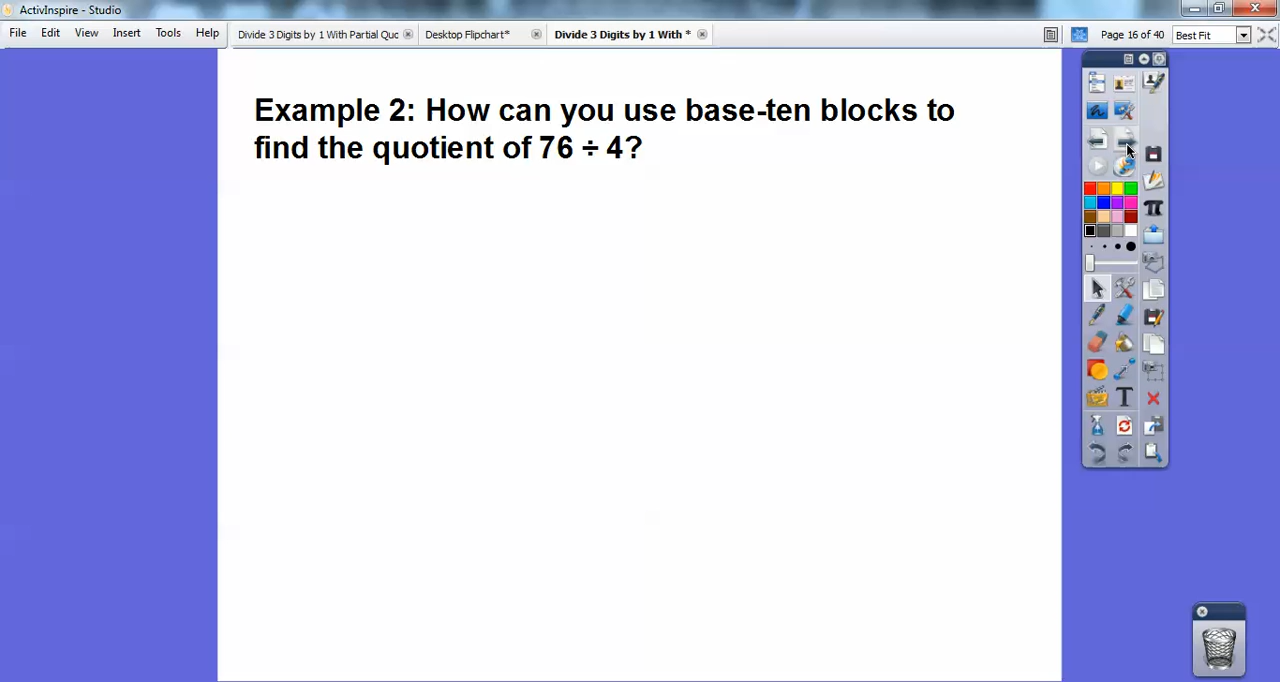 ActivInspire - Studio
File Edit View Insert Tools Help
Divide 3 Digits by 1 With Partial Quc
Desktop Flipchart*
Divide 3 Digits by 1 With *
Page 16 of 40
Best Fit
Example 2: How can you use base-ten blocks to
find the quotient of 76 ÷ 4?
T